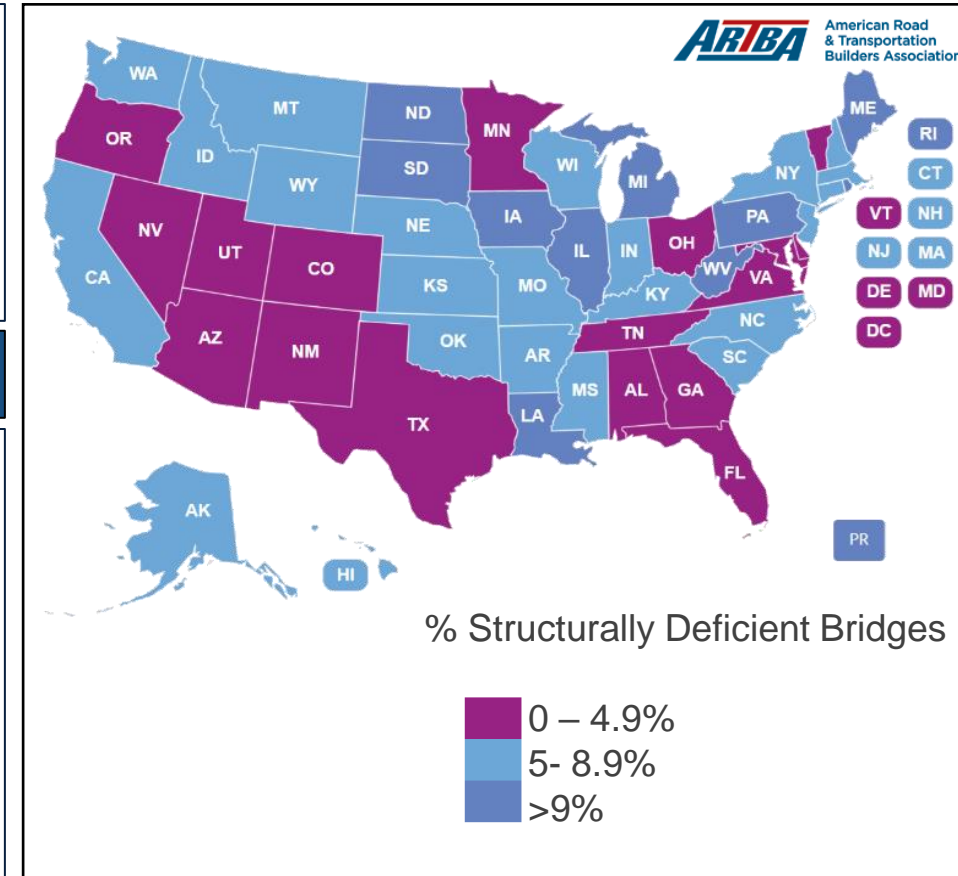 ARTBA
American Road
& Transportation
Builders Association
WA
MT
ND
MN
ME
OR
ID
SD
WI
MI
NY
RI
CT
WY
VT
NH
NV
NE
IA
PA
UT
CO
IL
IN
OH
NJ
MA
CA
KS
MO
WV
VA
DE
MD
KY
AZ
NM
OK
AR
TN
NC
DC
SC
MS
AL
GA
TX
LA
FL
AK
PR
HI
% Structurally Deficient Bridges
0 – 4.9%
5- 8.9%
>9%